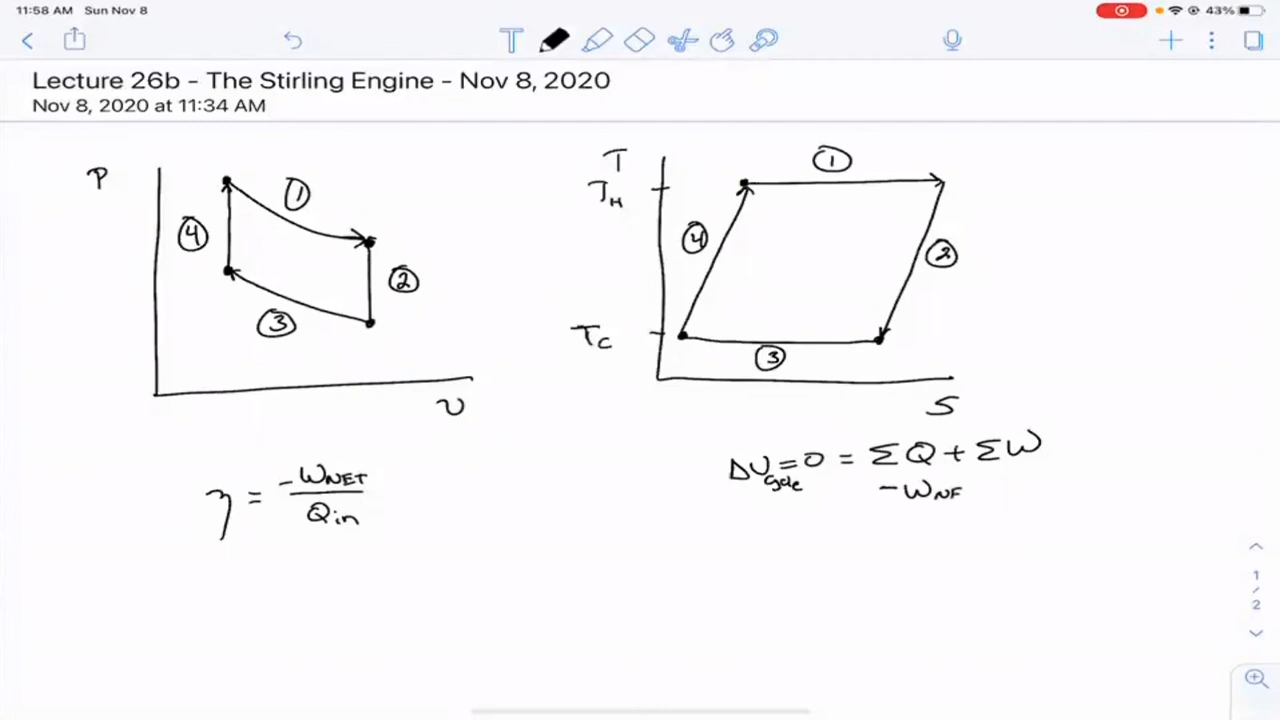 11:58 AM Sun Nov 8
43%
Lecture 26b - The Stirling Engine - Nov 8, 2020
Nov 8, 2020 at 11:34 AM
P
①
④
②
③
υ
T
T_H
①
④
②
T_C
③
S
ΔU_cycle = 0 = ΣQ + ΣW
-W_NE
η = -W_NET / Q_in
1
/
2